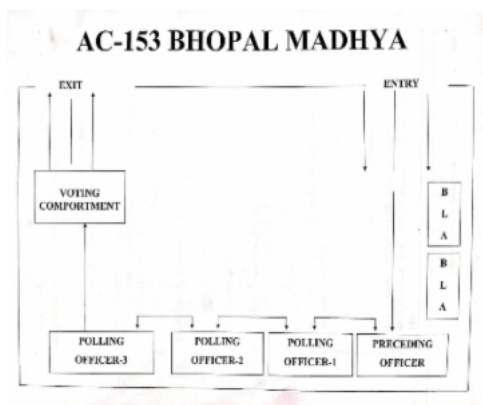 AC-153 BHOPAL MADHYA
EXIT
ENTRY
VOTING
COMPORTMENT
B
L
A
B
L
A
POLLING
OFFICER-3
POLLING
OFFICER-2
POLLING
OFFICER-1
PRECEDING
OFFICER